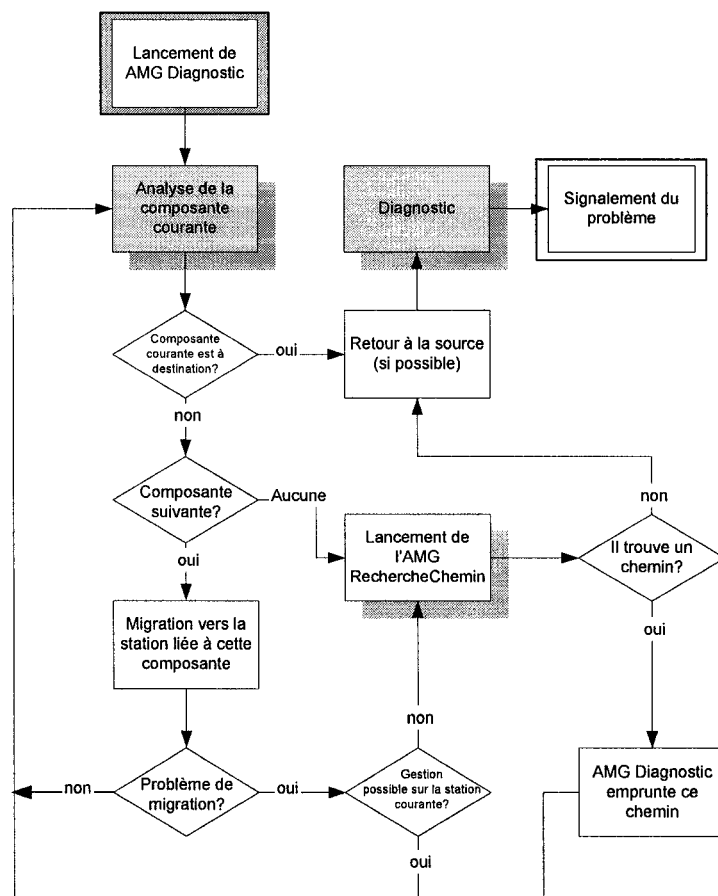 Lancement de
AMG Diagnostic
Analyse de la
composante
courante
Diagnostic
Signalement du
problème
Composante
courante est à
destination?
oui
Retour à la source
(si possible)
non
Composante
suivante?
Aucune
Lancement de
l'AMG
RechercheChemin
non
Il trouve un
chemin?
oui
Migration vers la
station liée à cette
composante
oui
non
Problème de
migration?
non
oui
Gestion
possible sur la station
courante?
AMG Diagnostic
emprunte ce
chemin
oui